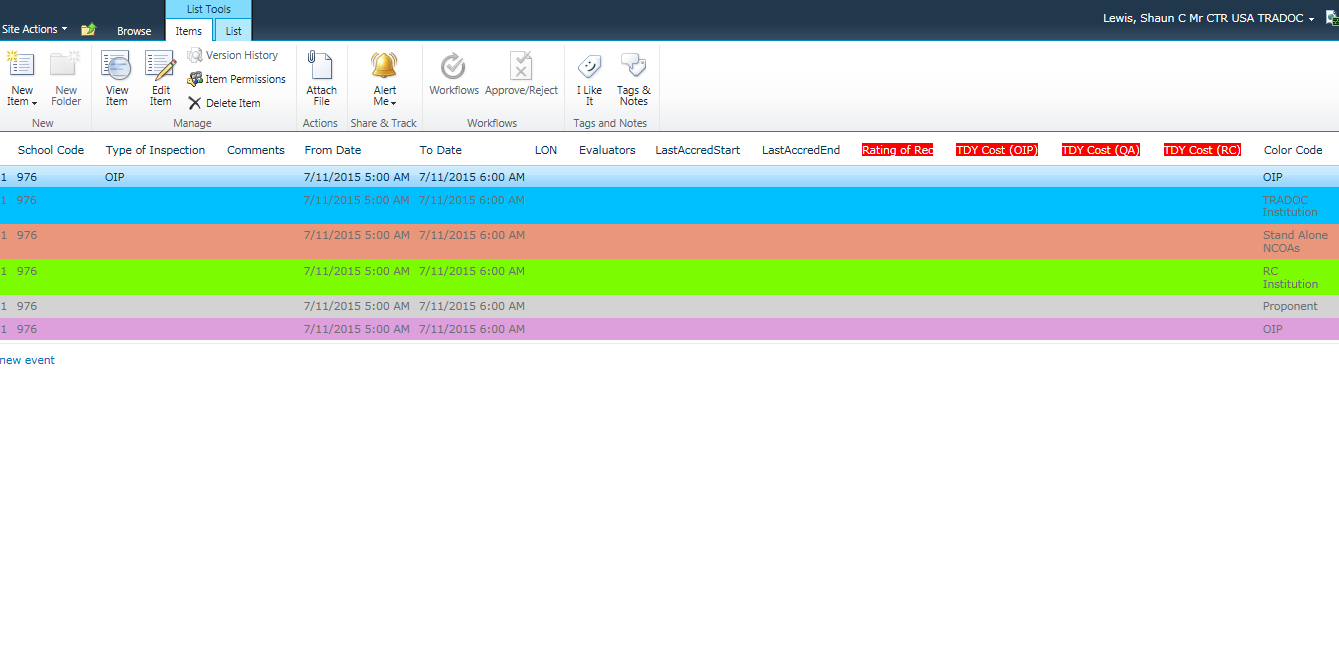 List Tools
Site Actions
Browse
Items
List
Lewis, Shaun C Mr CTR USA TRADOC
New Item
New Folder
New
View Item
Edit Item
Version History
Item Permissions
Delete Item
Manage
Attach File
Actions
Alert Me
Share & Track
Workflows
Approve/Reject
Workflows
I Like It
Tags & Notes
Tags and Notes
School Code Type of Inspection Comments From Date To Date LON Evaluators LastAccredStart LastAccredEnd Rating of Rec TDY Cost (OIP) TDY Cost (QA) TDY Cost (RC) Color Code
1 976 OIP 7/11/2015 5:00 AM 7/11/2015 6:00 AM OIP
1 976 7/11/2015 5:00 AM 7/11/2015 6:00 AM TRADOC
Institution
1 976 7/11/2015 5:00 AM 7/11/2015 6:00 AM Stand Alone
NCOAs
1 976 7/11/2015 5:00 AM 7/11/2015 6:00 AM RC
Institution
1 976 7/11/2015 5:00 AM 7/11/2015 6:00 AM Proponent
1 976 7/11/2015 5:00 AM 7/11/2015 6:00 AM OIP
new event